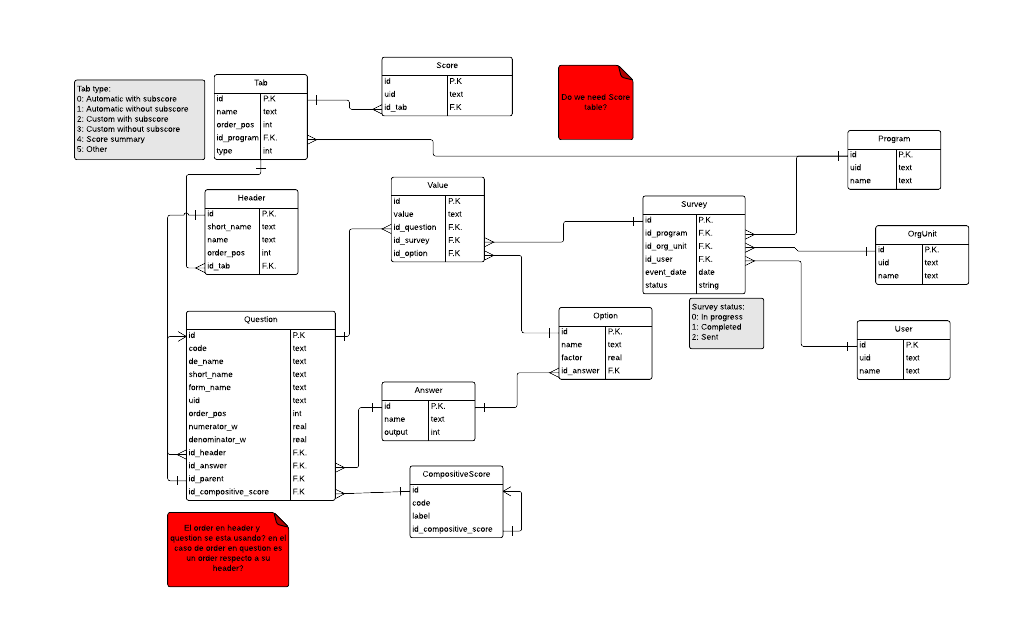 Tab type:
0: Automatic with subscore
1: Automatic without subscore
2: Custom with subscore
3: Custom without subscore
4: Score summary
5: Other
Tab
id P.K
name text
order_pos int
id_program F.K.
type int
Score
id P.K
uid text
id_tab F.K
Do we need Score
table?
Program
id P.K.
uid text
name text
Header
id P.K.
short_name text
name text
order_pos int
id_tab F.K.
Value
id P.K
value text
id_question F.K
id_survey F.K
id_option F.K
Survey
id P.K.
id_program F.K.
id_org_unit F.K.
id_user F.K.
event_date date
status string
OrgUnit
id P.K.
uid text
name text
Survey status:
0: In progress
1: Completed
2: Sent
Question
id P.K
code text
de_name text
short_name text
form_name text
uid text
order_pos int
numerator_w real
denominator_w real
id_header F.K.
id_answer F.K.
id_parent F.K
id_compositive_score F.K
Option
id P.K.
name text
factor real
id_answer F.K
User
id P.K
uid text
name text
Answer
id P.K.
name text
output int
CompositiveScore
id
code
label
id_compositive_score
El order en header y
question se esta usando? en el
caso de order en question es
un order respecto a su
header?